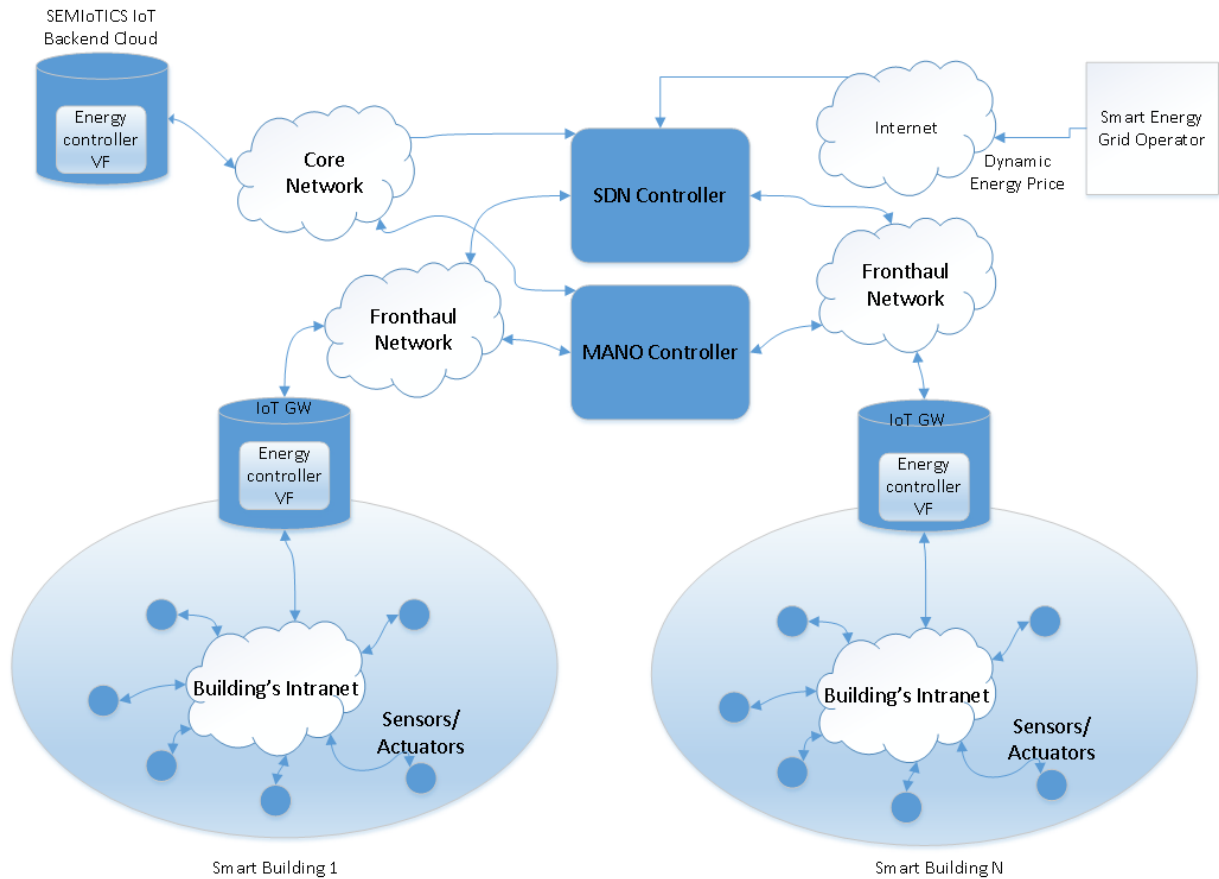 SEMIoTICS IoT
Backend Cloud
Energy
controller
VF
Core
Network
SDN Controller
Internet
Dynamic
Energy Price
Smart Energy
Grid Operator
Fronthaul
Network
MANO Controller
Fronthaul
Network
IoT GW
Energy
controller
VF
Building's Intranet
Sensors/
Actuators
Smart Building 1
IoT GW
Energy
controller
VF
Building's Intranet
Sensors/
Actuators
Smart Building N